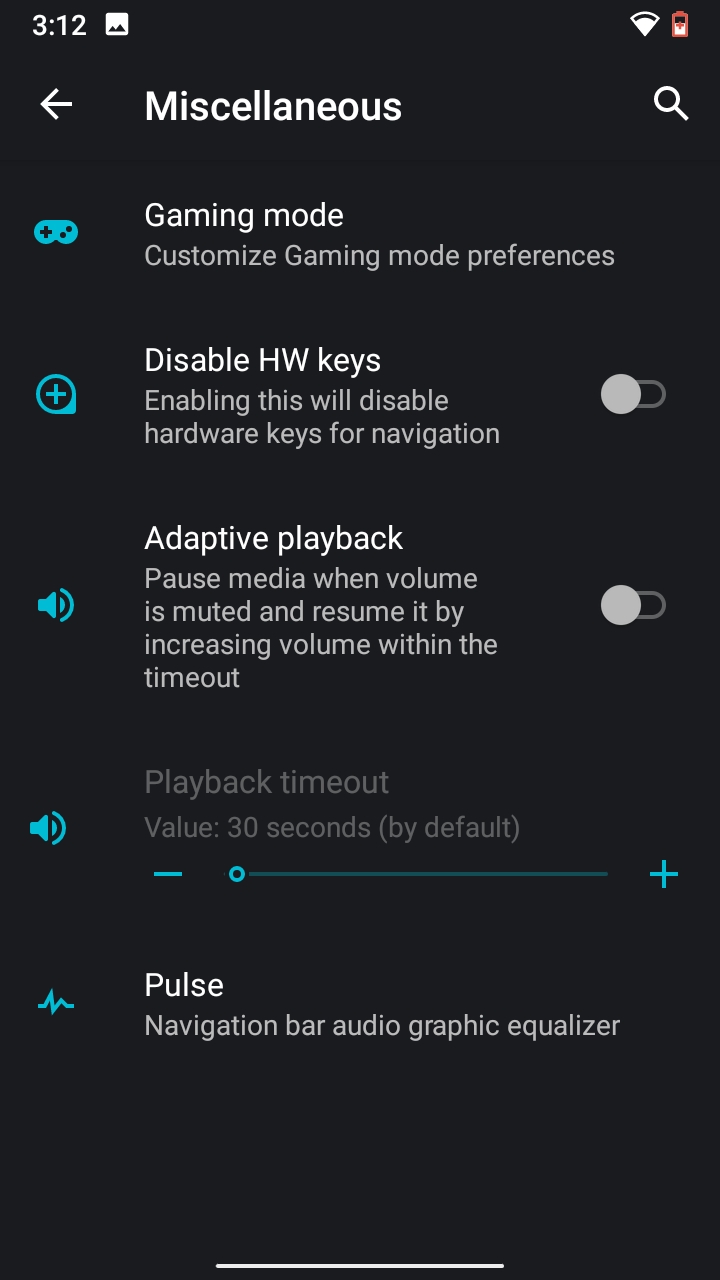 3:12
Miscellaneous
Gaming mode
Customize Gaming mode preferences
Disable HW keys
Enabling this will disable
hardware keys for navigation
Adaptive playback
Pause media when volume
is muted and resume it by
increasing volume within the
timeout
Playback timeout
Value: 30 seconds (by default)
Pulse
Navigation bar audio graphic equalizer